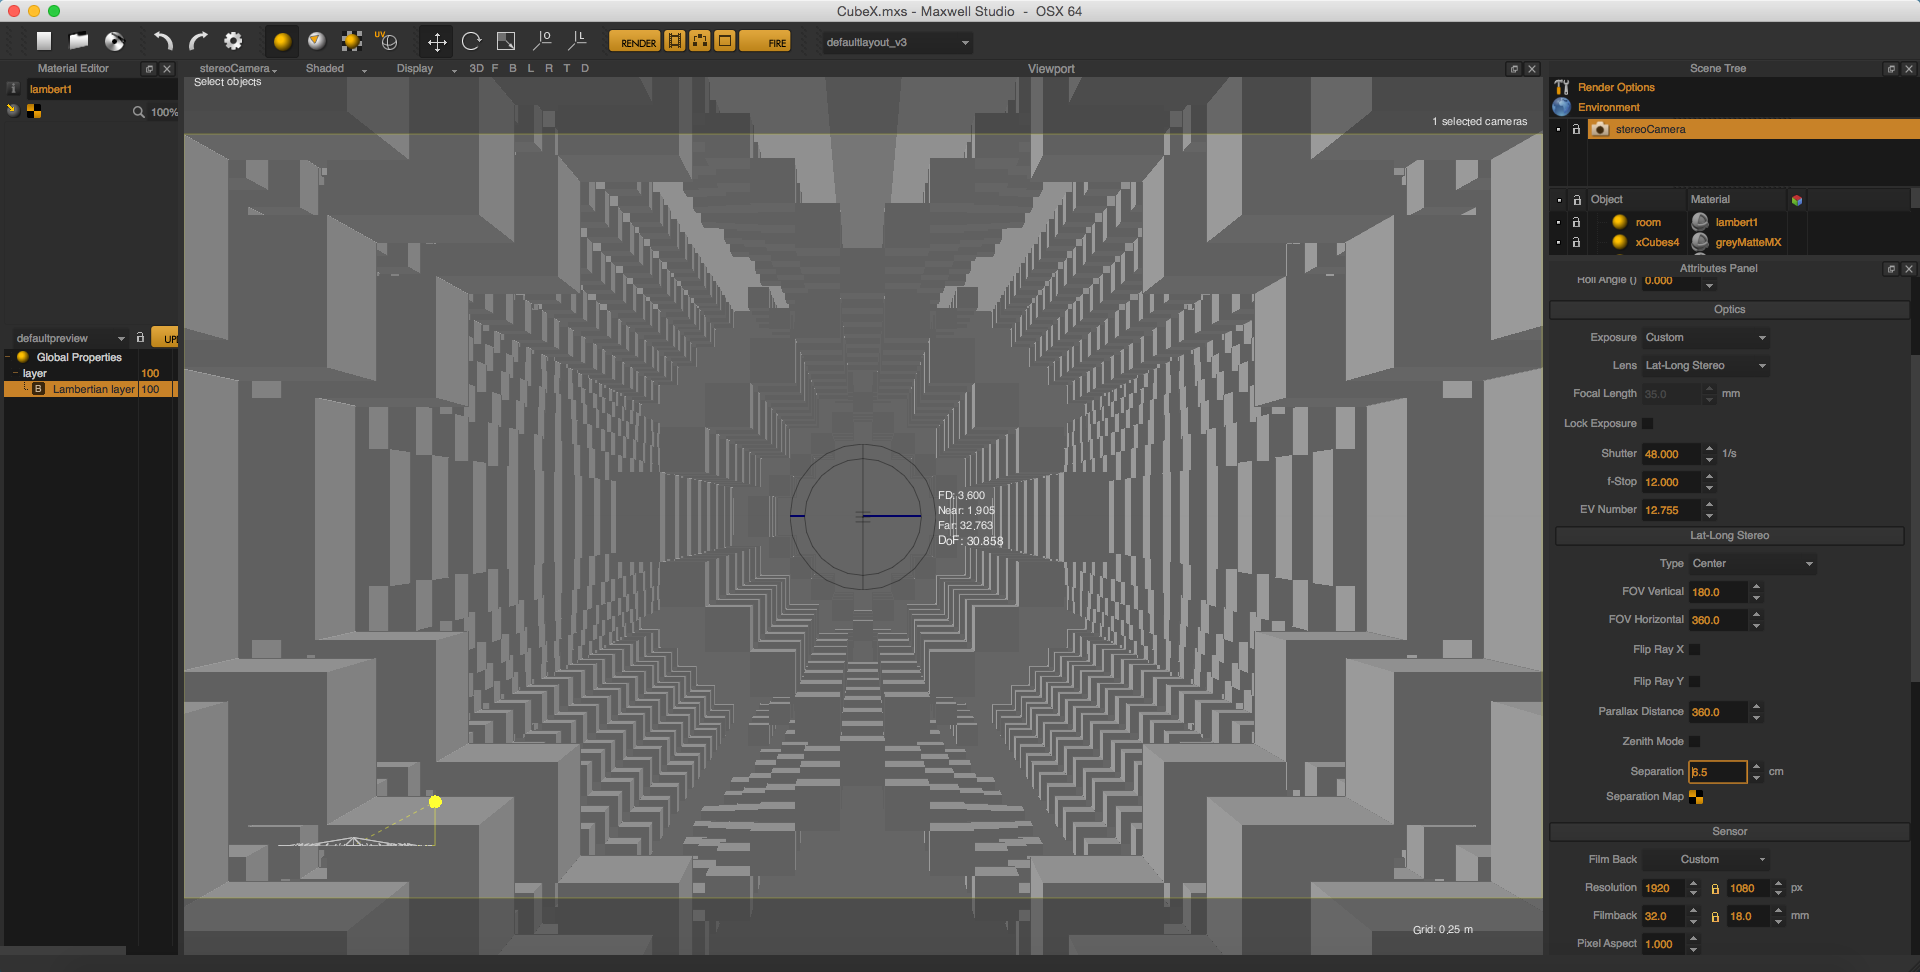 CubeX.mxs - Maxwell Studio - OSX 64
UV
RENDER
FIRE
defaultlayout_v3
Material Editor
lambert1
100%
defaultpreview
UPI
Global Properties
layer 100
B Lambertian layer 100
stereoCamera Shaded Display 3D F B L R T D Viewport
Select objects
1 selected cameras
FD: 3,600
Near: 1,905
Far: 32,763
DoF: 30.858
Grid: 0,25 m
Scene Tree
Render Options
Environment
stereoCamera
Object Material
room lambert1
xCubes4 greyMatteMX
Attributes Panel
Roll Angle () 0.000
Optics
Exposure Custom
Lens Lat-Long Stereo
Focal Length 35.0 mm
Lock Exposure
Shutter 48.000 1/s
f-Stop 12.000
EV Number 12.755
Lat-Long Stereo
Type Center
FOV Vertical 180.0
FOV Horizontal 360.0
Flip Ray X
Flip Ray Y
Parallax Distance 360.0
Zenith Mode
Separation 6.5 cm
Separation Map
Sensor
Film Back Custom
Resolution 1920 1080 px
Filmback 32.0 18.0 mm
Pixel Aspect 1.000